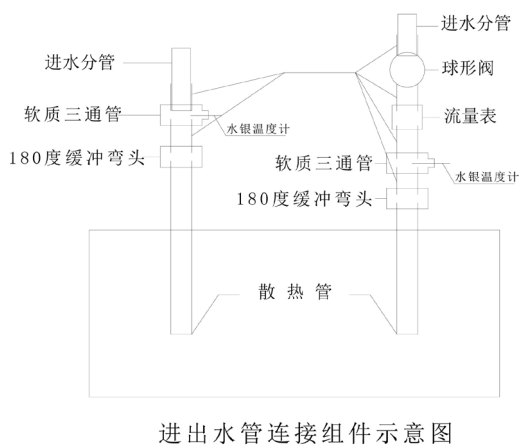 进水分管
进水分管
球形阀
软质三通管
流量表
水银温度计
180度缓冲弯头
软质三通管
水银温度计
180度缓冲弯头
散热管
进出水管连接组件示意图